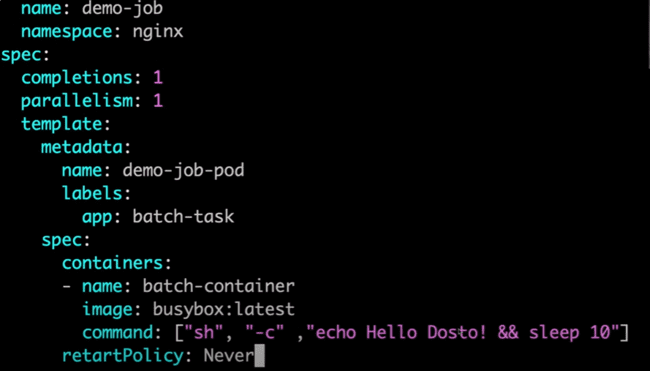 name: demo-job
namespace: nginx
spec:
completions: 1
parallelism: 1
template:
metadata:
name: demo-job-pod
labels:
app: batch-task
spec:
containers:
- name: batch-container
image: busybox:latest
command: ["sh", "-c" ,"echo Hello Dosto! && sleep 10"]
retartPolicy: Never